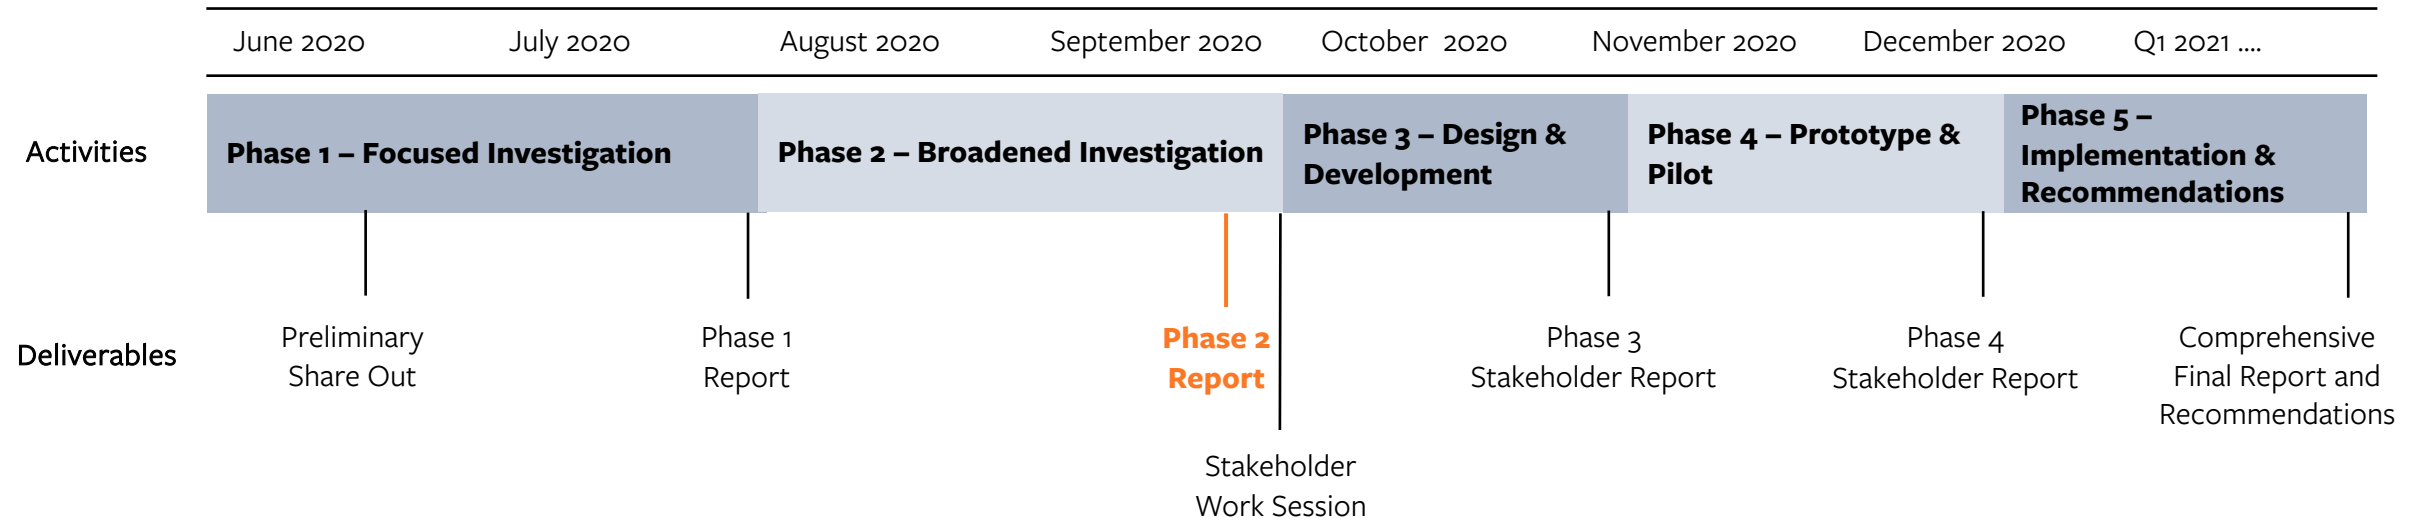 June 2020 July 2020 August 2020 September 2020 October 2020 November 2020 December 2020 Q1 2021 ....
Activities
Phase 1 – Focused Investigation
Phase 2 – Broadened Investigation
Phase 3 – Design &
Development
Phase 4 – Prototype &
Pilot
Phase 5 –
Implementation &
Recommendations
Deliverables
Preliminary
Share Out
Phase 1
Report
Phase 2
Report
Stakeholder
Work Session
Phase 3
Stakeholder Report
Phase 4
Stakeholder Report
Comprehensive
Final Report and
Recommendations